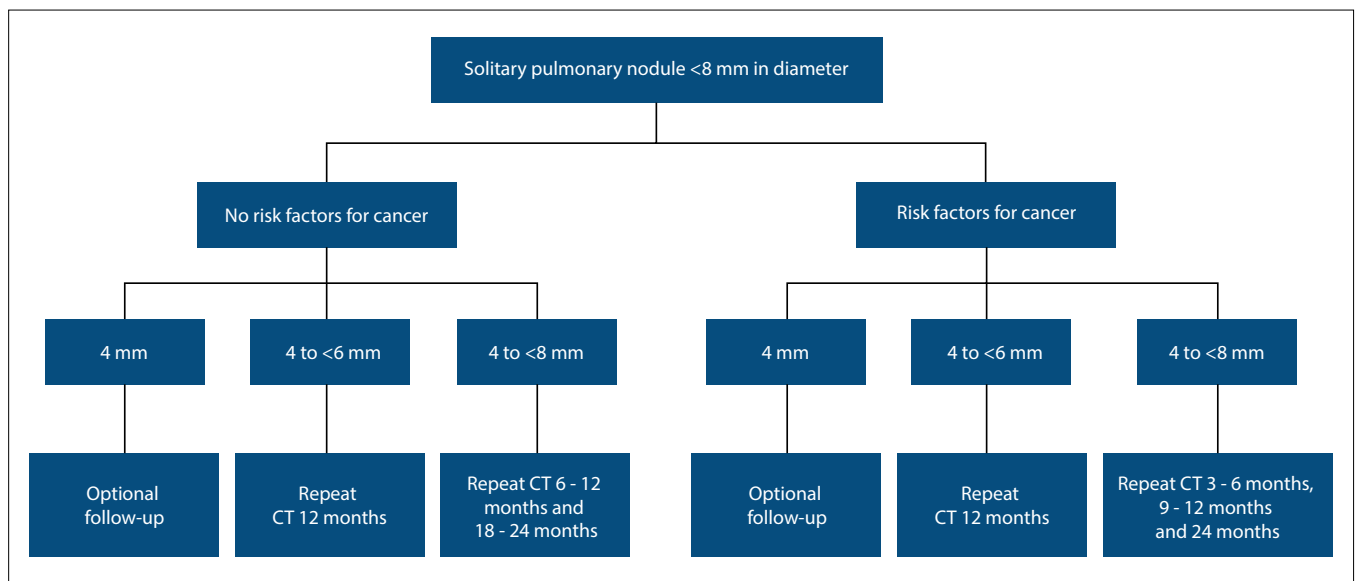 Solitary pulmonary nodule <8 mm in diameter
No risk factors for cancer
Risk factors for cancer
4 mm
4 to <6 mm
4 to <8 mm
4 mm
4 to <6 mm
4 to <8 mm
Optional
follow-up
Repeat
CT 12 months
Repeat CT 6 - 12
months and
18 - 24 months
Optional
follow-up
Repeat
CT 12 months
Repeat CT 3 - 6 months,
9 - 12 months
and 24 months